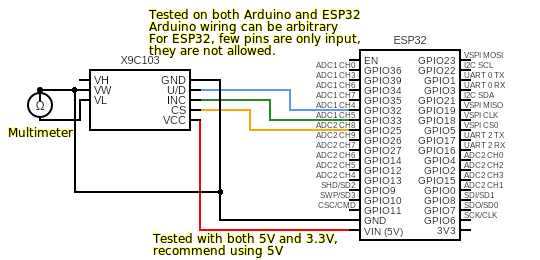 Tested on both Arduino and ESP32
Arduino wiring can be arbitrary
For ESP32, few pins are only input,
they are not allowed.
X9C103
VH
VW
VL
GND
U/D
INC
CS
VCC
Ω
Multimeter
ESP32
EN
ADC1 CH0 GPIO36
ADC1 CH3 GPIO39
ADC1 CH6 GPIO34
ADC1 CH7 GPIO35
ADC1 CH4 GPIO32
ADC1 CH5 GPIO33
ADC2 CH8 GPIO25
ADC2 CH9 GPIO26
ADC2 CH7 GPIO27
ADC2 CH6 GPIO14
ADC2 CH5 GPIO12
ADC2 CH4 GPIO13
SHD/SD2 GPIO9
SWP/SD3 GPIO10
CSC/CMD GPIO11
GND
VIN (5V)
GPIO23 VSPI MOSI
GPIO22 I2C SCL
GPIO1 UART 0 TX
GPIO3 UART 0 RX
GPIO21 I2C SDA
GPIO19 VSPI MISO
GPIO18 VSPI CLK
GPIO5 VSPI CS0
GPIO17 UART 2 TX
GPIO16 UART 2 RX
GPIO4 ADC2 CH0
GPIO2 ADC2 CH2
GPIO15 ADC2 CH3
GPIO0 ADC2 CH1
GPIO8 SDI/SD1
GPIO7 SDO/SD0
GPIO6 SCK/CLK
3V3
Tested with both 5V and 3.3V,
recommend using 5V